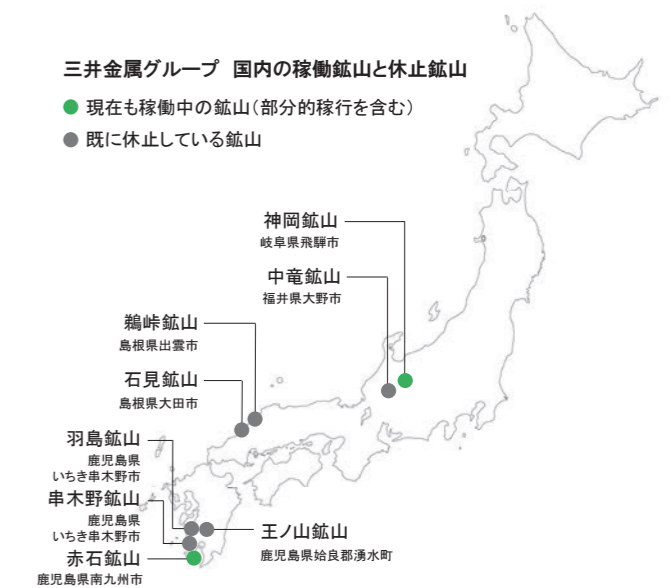 三井金属グループ 国内の稼働鉱山と休止鉱山
現在も稼働中の鉱山(部分的稼行を含む)
既に休止している鉱山
神岡鉱山
岐阜県飛騨市
中竜鉱山
福井県大野市
鵜峠鉱山
島根県出雲市
石見鉱山
島根県大田市
羽島鉱山
鹿児島県
いちき串木野市
串木野鉱山
鹿児島県
いちき串木野市
赤石鉱山
鹿児島県南九州市
王ノ山鉱山
鹿児島県姶良郡湧水町